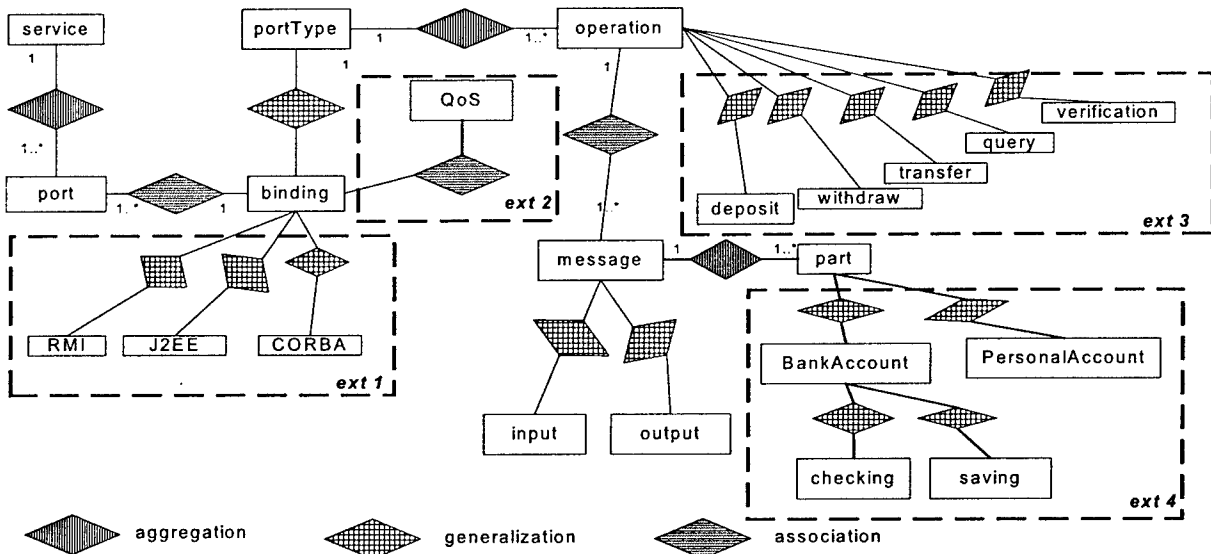 service
portType
operation
1
1
1
1..*
1
QoS
verification
query
transfer
withdraw
deposit
ext 3
1..*
port
1..*
1
binding
ext 2
1..*
message
1
1..*
part
RMI
J2EE
CORBA
ext 1
BankAccount
PersonalAccount
input
output
checking
saving
ext 4
aggregation
generalization
association